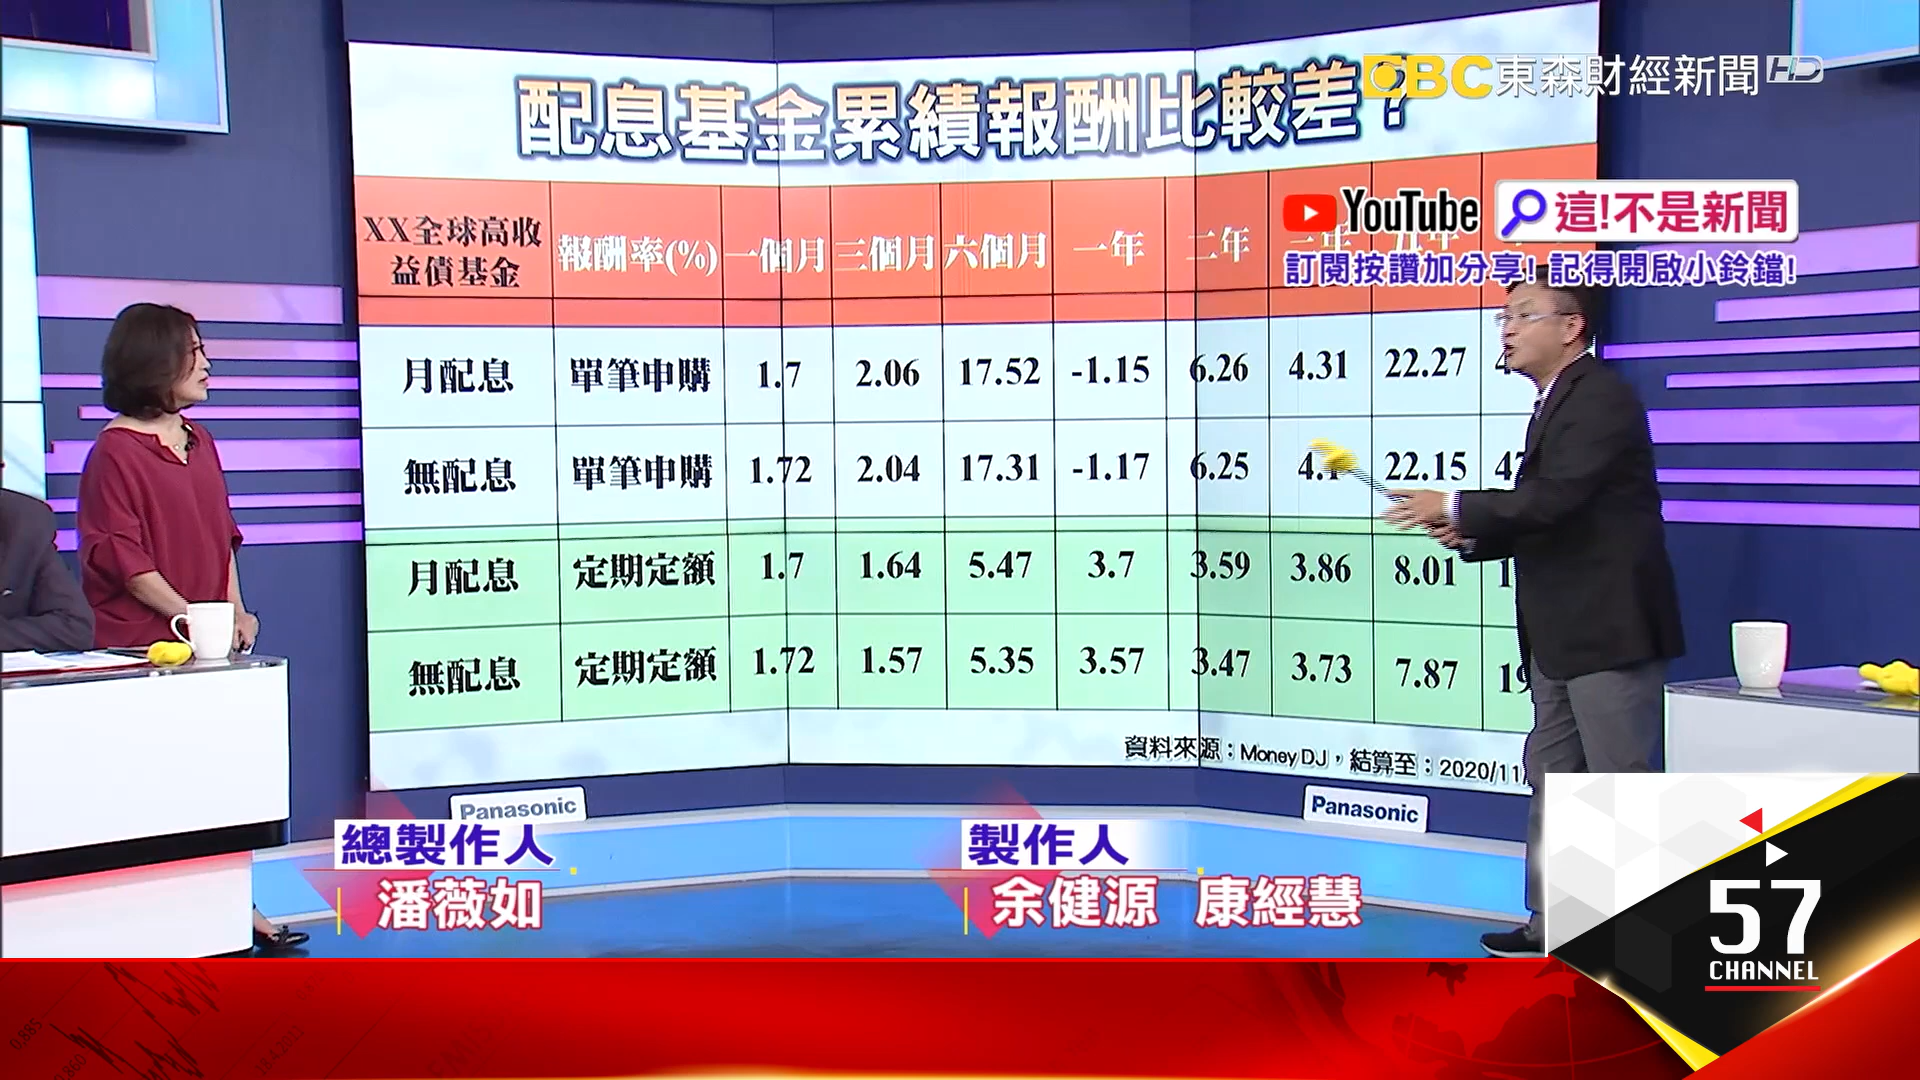 配息基金累績報酬比較差?
EBC東森財經新聞HD
YouTube 這!不是新聞
訂閱按讚加分享! 記得開啟小鈴鐺!
XX全球高收益債基金 報酬率(%) 一個月 三個月 六個月 一年 二年 三年 五年
月配息 單筆申購 1.7 2.06 17.52 -1.15 6.26 4.31 22.27
無配息 單筆申購 1.72 2.04 17.31 -1.17 6.25 22.15
月配息 定期定額 1.7 1.64 5.47 3.7 3.59 3.86 8.01
無配息 定期定額 1.72 1.57 5.35 3.57 3.47 3.73 7.87
資料來源:MoneyDJ,結算至:2020/11/
Panasonic Panasonic
總製作人 製作人
潘薇如 余健源 康經慧
57
CHANNEL